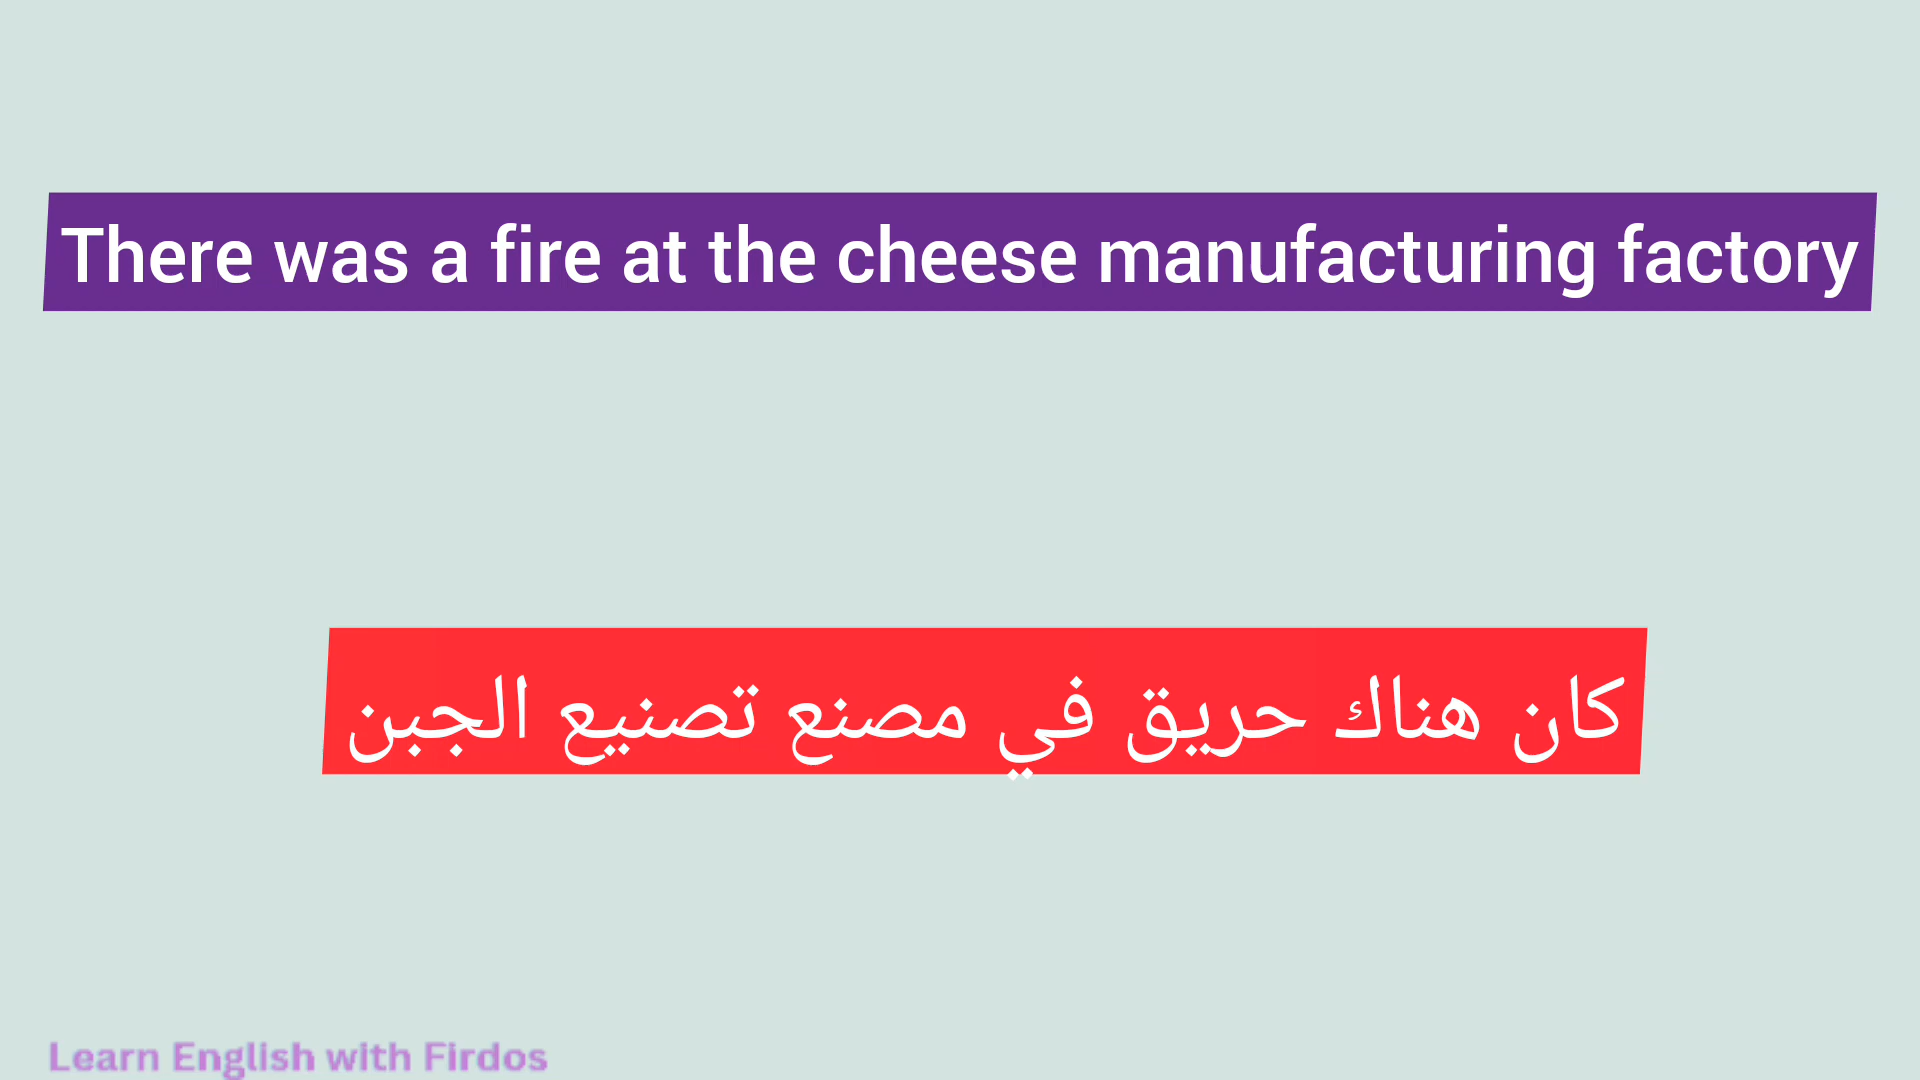 There was a fire at the cheese manufacturing factory
كان هناك حريق في مصنع تصنيع الجبن
Learn English with Firdos